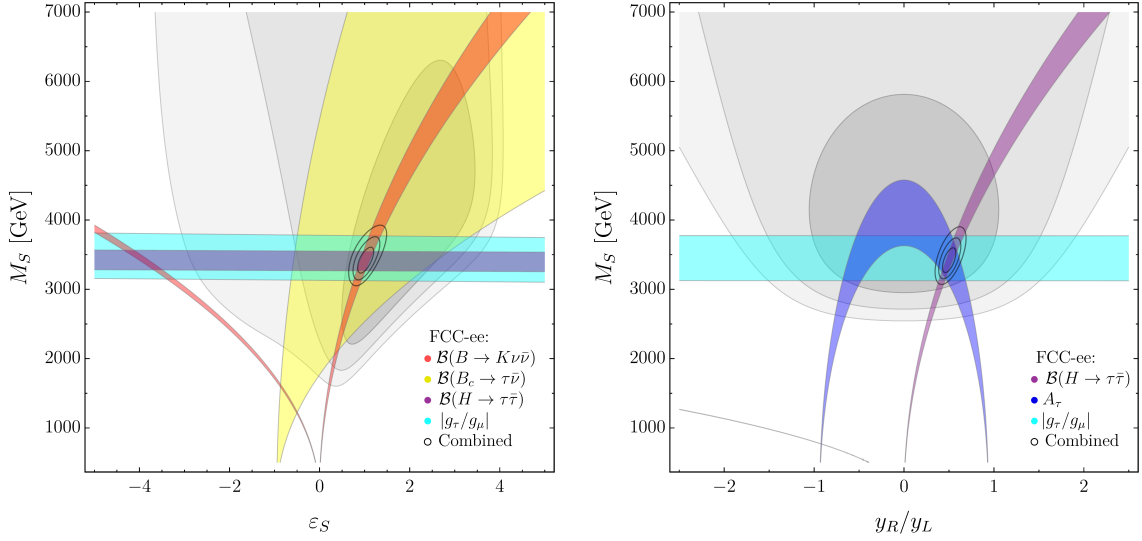 7000
6000
5000
4000
3000
2000
1000
M_S [GeV]
−4
−2
0
2
4
ε_S
FCC-ee:
ℬ(B → Kνν̄)
ℬ(B_c → τν̄)
ℬ(H → ττ̄)
|g_τ/g_μ|
Combined
7000
6000
5000
4000
3000
2000
1000
M_S [GeV]
−2
−1
0
1
2
y_R/y_L
FCC-ee:
ℬ(H → ττ̄)
A_τ
|g_τ/g_μ|
Combined